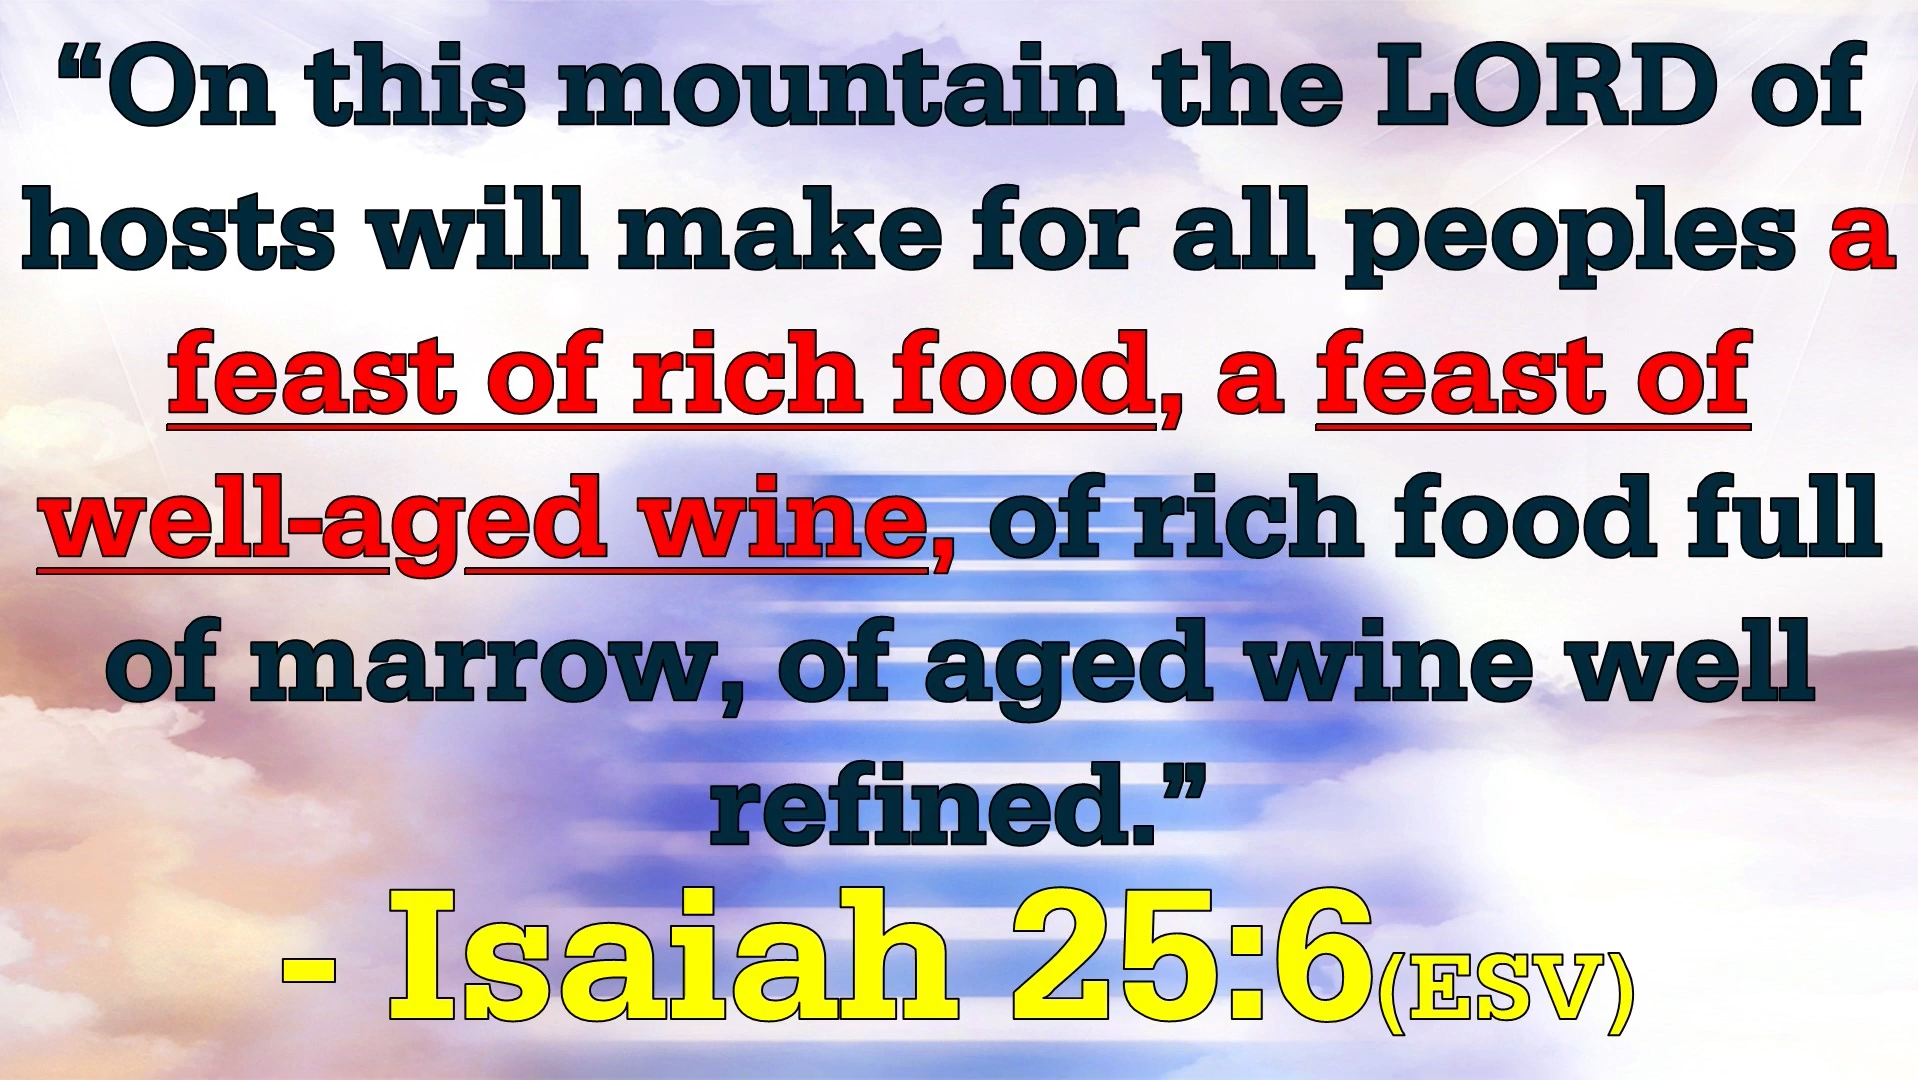 “On this mountain the LORD of
hosts will make for all peoples a
feast of rich food, a feast of
well-aged wine, of rich food full
of marrow, of aged wine well
refined.”
- Isaiah 25:6(ESV)